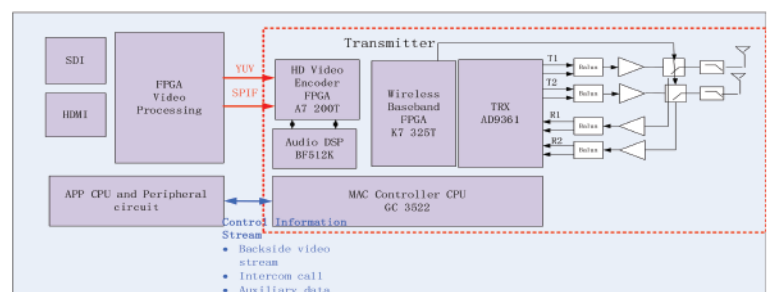 Transmitter
SDI
HDMI
FPGA
Video
Processing
YUV
SPIF
HD Video
Encoder
FPGA
A7 200T
Audio DSP
BF512K
Wireless
Baseband
FPGA
K7 325T
TRX
AD9361
T1
T2
R1
R2
Balun
Balun
Balun
Balun
APP CPU and Peripheral
circuit
MAC Controller CPU
GC 3522
Control Information
Stream
• Backside video
stream
• Intercom call
• Auxiliary data